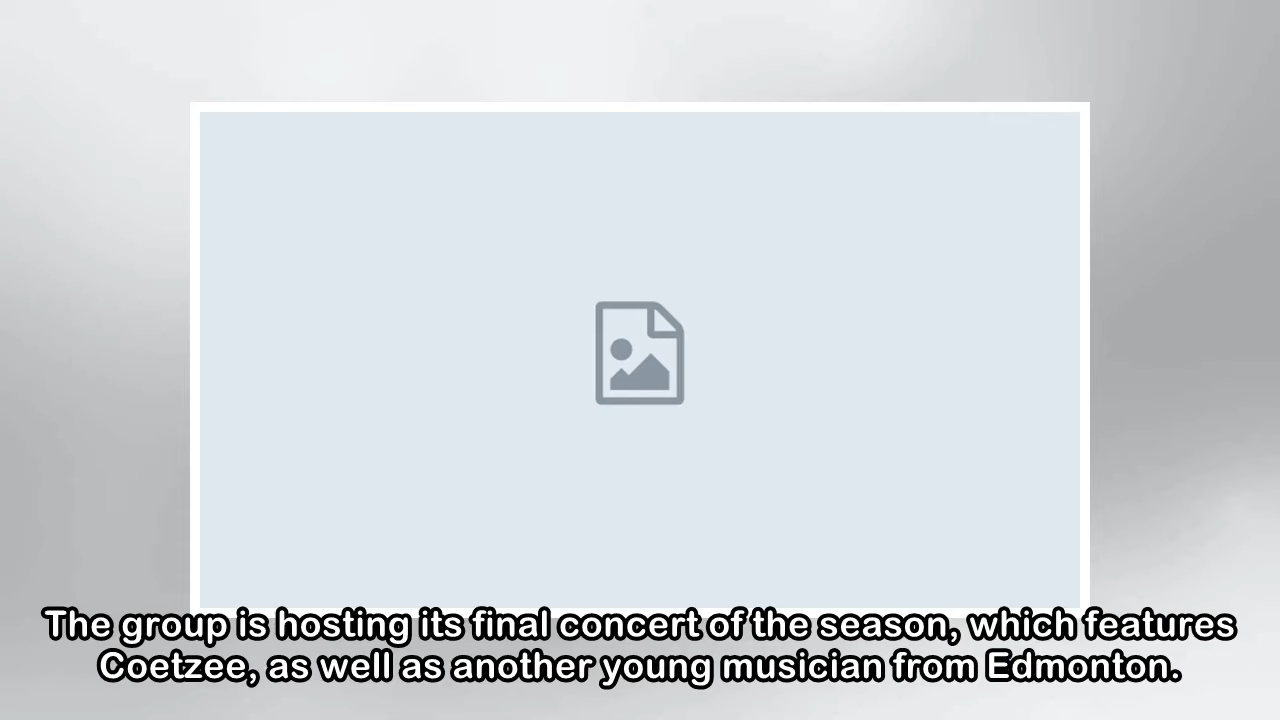 The group is hosting its final concert of the season, which features
Coetzee, as well as another young musician from Edmonton.